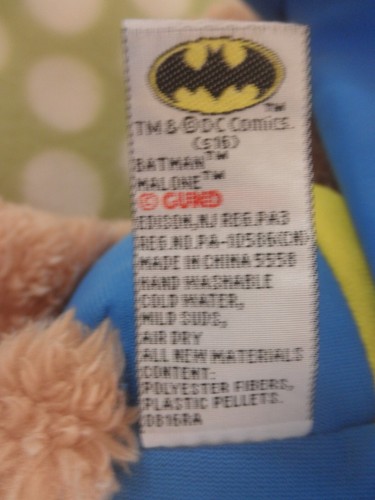 TM & © DC Comics.
(s16)
BATMAN™
MALONE™
© GUND
EDISON, NJ REG.PA3
REG.NO.PA-10586(CN)
MADE IN CHINA 5558
HAND WASHABLE
COLD WATER,
MILD SUDS,
AIR DRY
ALL NEW MATERIALS
CONTENT:
POLYESTER FIBERS,
PLASTIC PELLETS.
0816RA